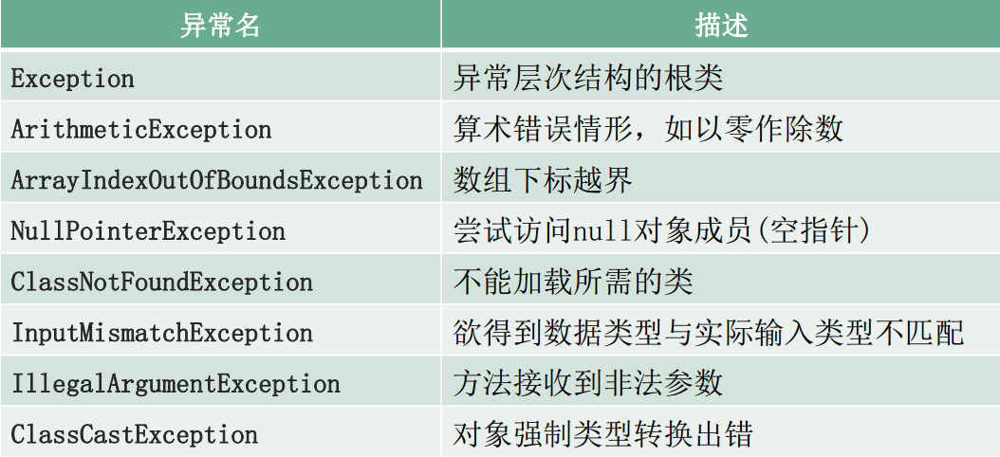 异常名 描述
Exception 异常层次结构的根类
ArithmeticException 算术错误情形，如以零作除数
ArrayIndexOutOfBoundsException 数组下标越界
NullPointerException 尝试访问null对象成员(空指针)
ClassNotFoundException 不能加载所需的类
InputMismatchException 欲得到数据类型与实际输入类型不匹配
IllegalArgumentException 方法接收到非法参数
ClassCastException 对象强制类型转换出错